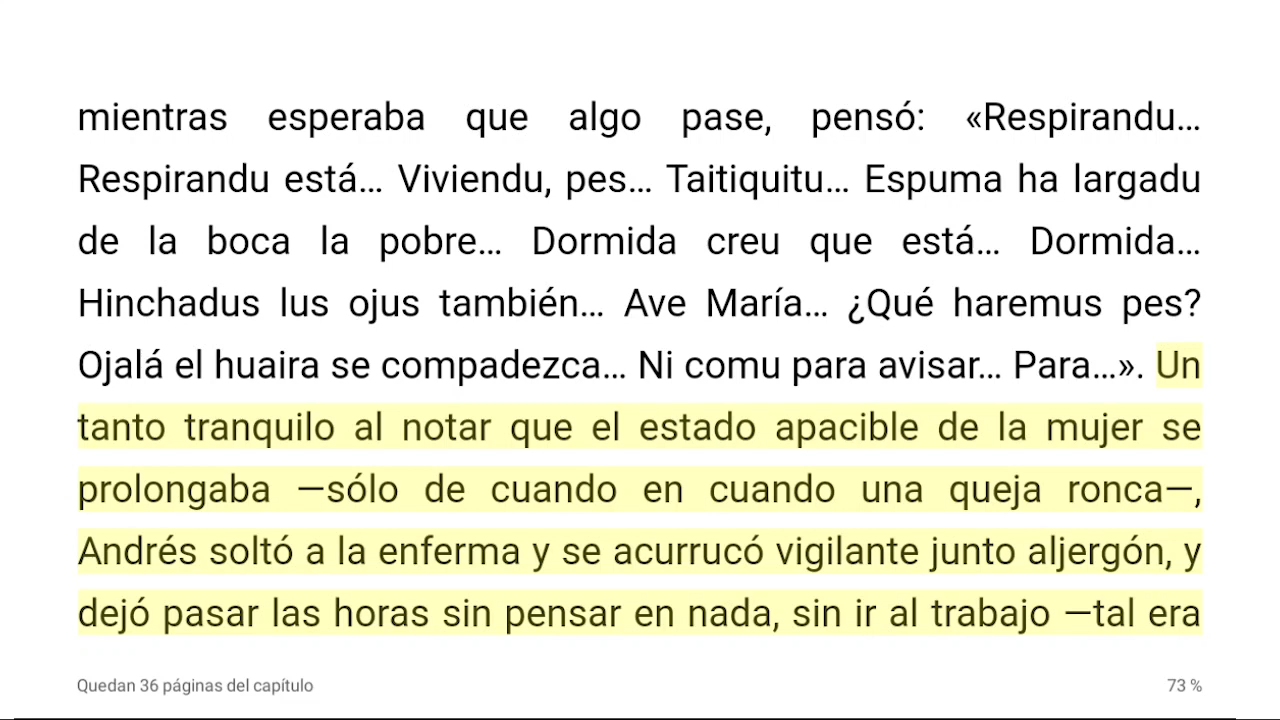 mientras esperaba que algo pase, pensó: «Respirandu…
Respirandu está… Viviendu, pes… Taitiquitu… Espuma ha largadu
de la boca la pobre… Dormida creu que está… Dormida…
Hinchadus lus ojus también… Ave María… ¿Qué haremus pes?
Ojalá el huaira se compadezca… Ni comu para avisar… Para…». Un
tanto tranquilo al notar que el estado apacible de la mujer se
prolongaba —sólo de cuando en cuando una queja ronca—,
Andrés soltó a la enferma y se acurrucó vigilante junto aljergón, y
dejó pasar las horas sin pensar en nada, sin ir al trabajo —tal era
Quedan 36 páginas del capítulo
73 %